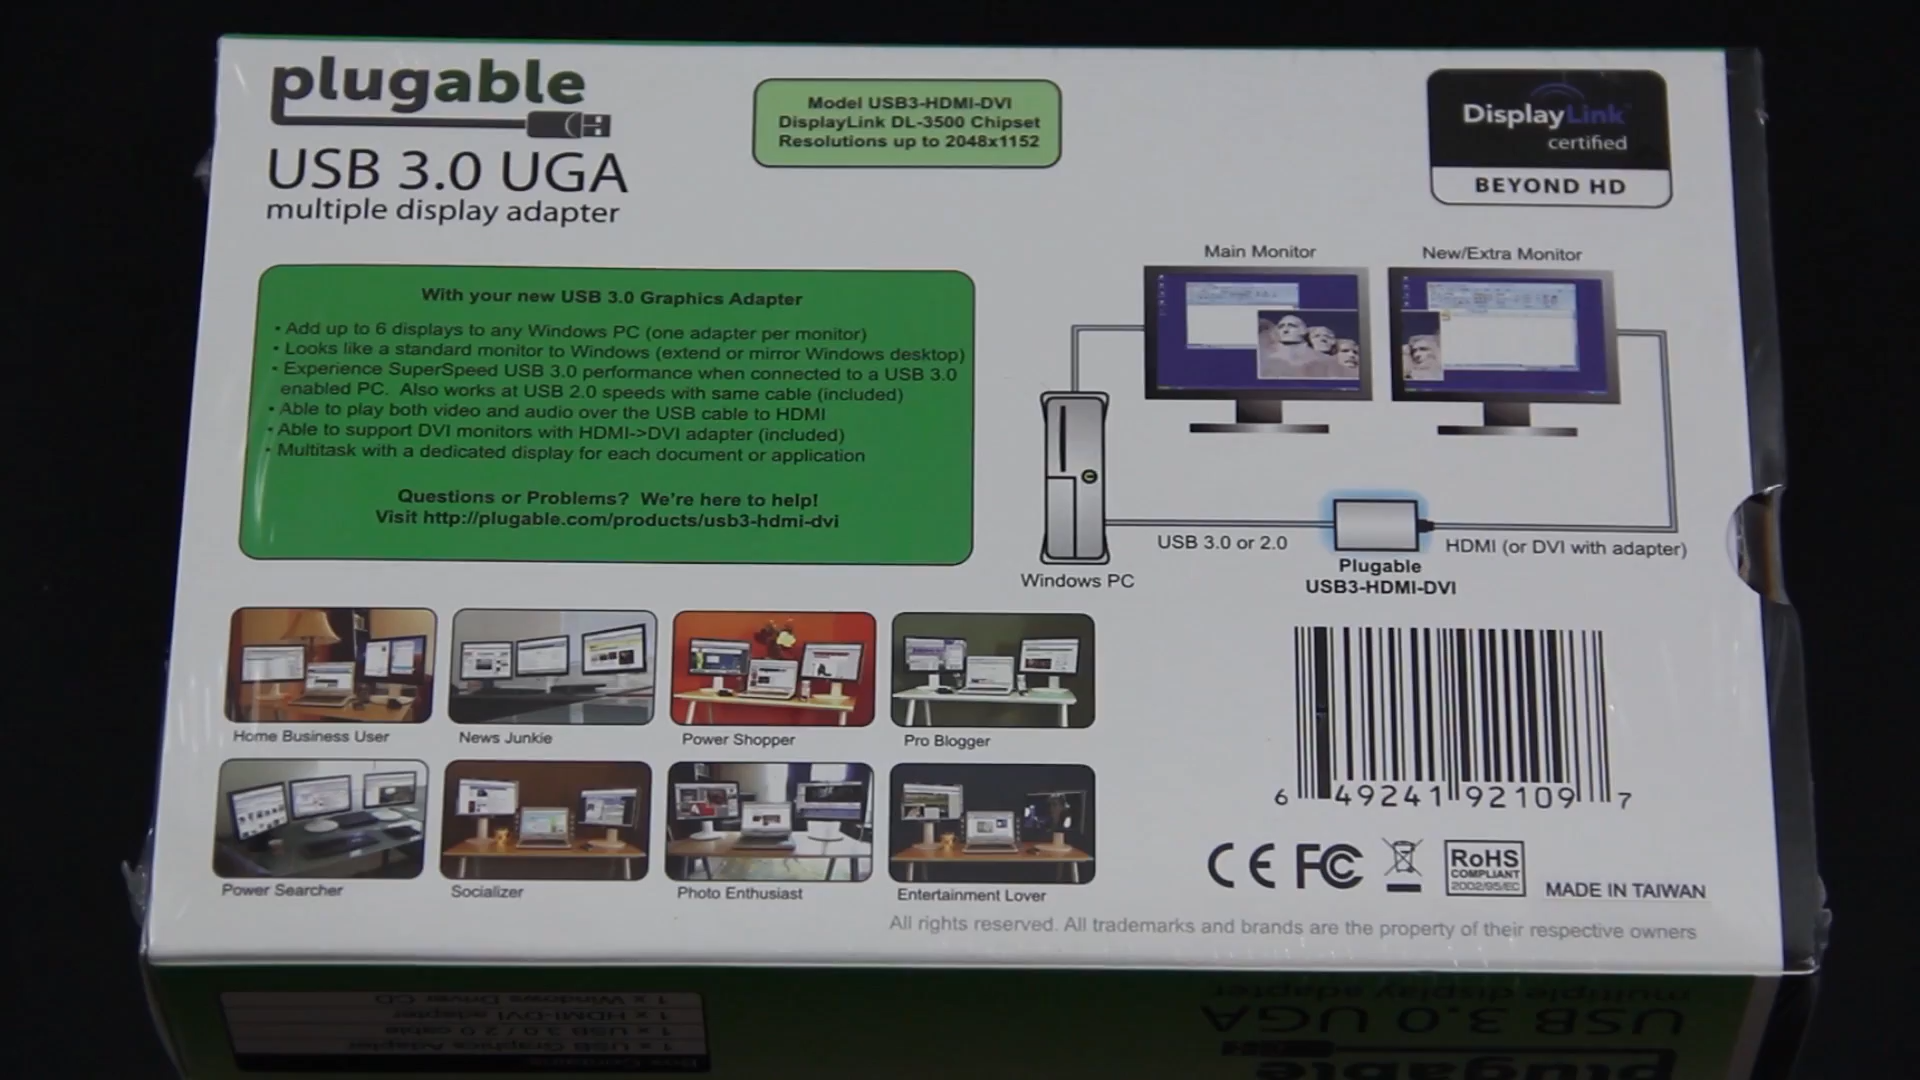 plugable
USB 3.0 UGA
multiple display adapter
Model USB3-HDMI-DVI
DisplayLink DL-3500 Chipset
Resolutions up to 2048x1152
DisplayLink™
certified
BEYOND HD
With your new USB 3.0 Graphics Adapter
• Add up to 6 displays to any Windows PC (one adapter per monitor)
• Looks like a standard monitor to Windows (extend or mirror Windows desktop)
• Experience SuperSpeed USB 3.0 performance when connected to a USB 3.0
enabled PC. Also works at USB 2.0 speeds with same cable (included)
• Able to play both video and audio over the USB cable to HDMI
• Able to support DVI monitors with HDMI->DVI adapter (included)
• Multitask with a dedicated display for each document or application
Questions or Problems? We're here to help!
Visit http://plugable.com/products/usb3-hdmi-dvi
Main Monitor
New/Extra Monitor
USB 3.0 or 2.0
HDMI (or DVI with adapter)
Windows PC
Plugable
USB3-HDMI-DVI
Home Business User
News Junkie
Power Shopper
Pro Blogger
Power Searcher
Socializer
Photo Enthusiast
Entertainment Lover
6 49241 92109 7
CE FC
RoHS
COMPLIANT
2002/95/EC
MADE IN TAIWAN
All rights reserved. All trademarks and brands are the property of their respective owners
plugable
USB 3.0 UGA
multiple display adapter
Box Contents
1 x USB Graphics Adapter
1 x USB 3.0 / 2.0 cable
1 x HDMI-DVI adapter
1 x Windows Driver CD